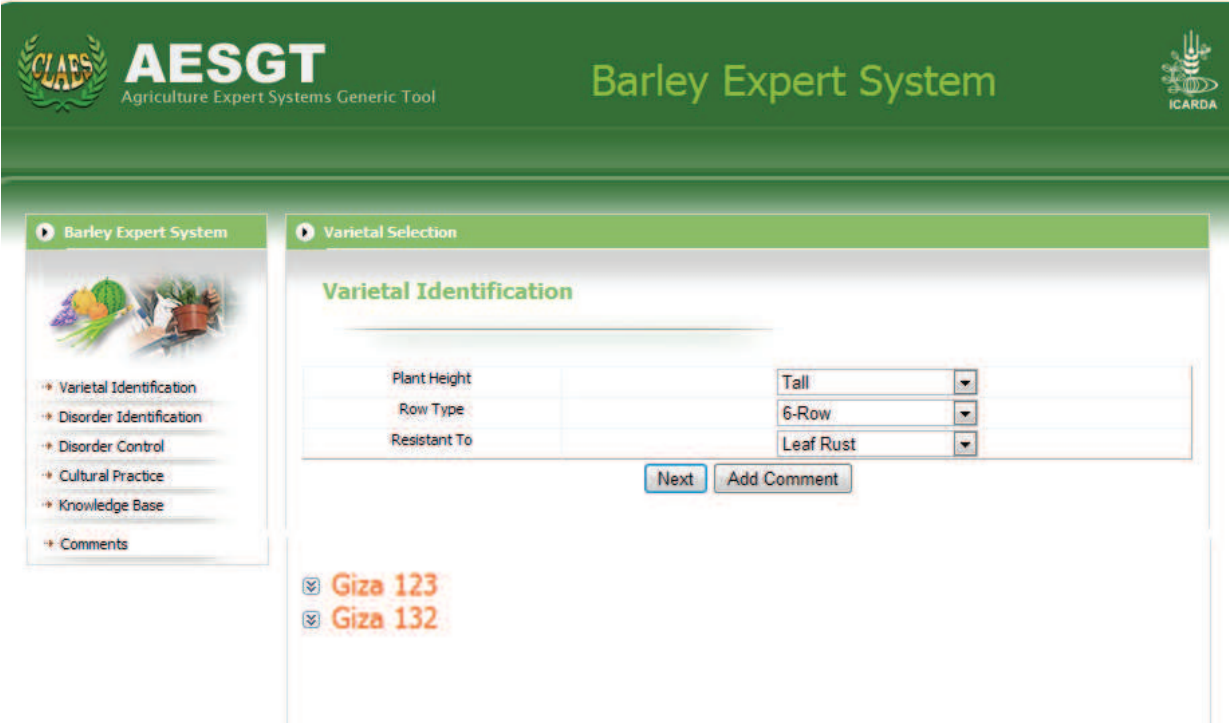 CLAES
AESGT
Agriculture Expert Systems Generic Tool
Barley Expert System
ICARDA
Barley Expert System
Varietal Identification
Disorder Identification
Disorder Control
Cultural Practice
Knowledge Base
Comments
Varietal Selection
Varietal Identification
Plant Height Tall
Row Type 6-Row
Resistant To Leaf Rust
Next Add Comment
Giza 123
Giza 132